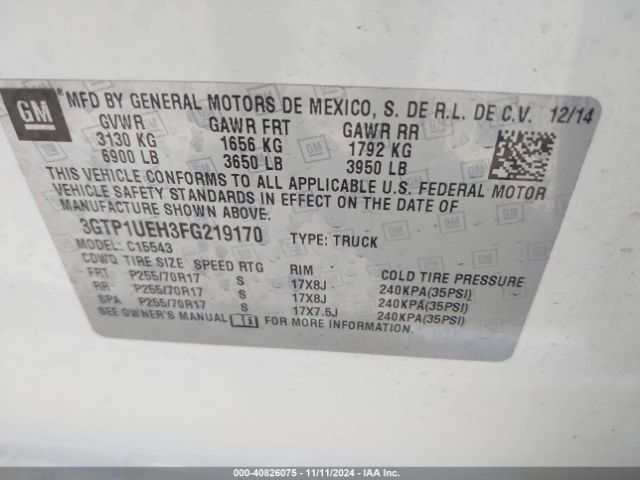 GM
MFD BY GENERAL MOTORS DE MEXICO, S. DE R.L. DE C.V. 12/14
GVWR GAWR FRT GAWR RR
3130 KG 1656 KG 1792 KG
6900 LB 3650 LB 3950 LB
THIS VEHICLE CONFORMS TO ALL APPLICABLE U.S. FEDERAL MOTOR
VEHICLE SAFETY STANDARDS IN EFFECT ON THE DATE OF
MANUFACTURE SHOWN ABOVE.
3GTP1UEH3FG219170 TYPE: TRUCK
MODEL: C15543
CDWQ TIRE SIZE SPEED RTG RIM COLD TIRE PRESSURE
FRT P255/70R17 S 17X8J 240KPA(35PSI)
RR P255/70R17 S 17X8J 240KPA(35PSI)
SPA P255/70R17 S 17X7.5J 240KPA(35PSI)
SEE OWNER'S MANUAL FOR MORE INFORMATION.
000-40826075 - 11/11/2024 - IAA Inc.